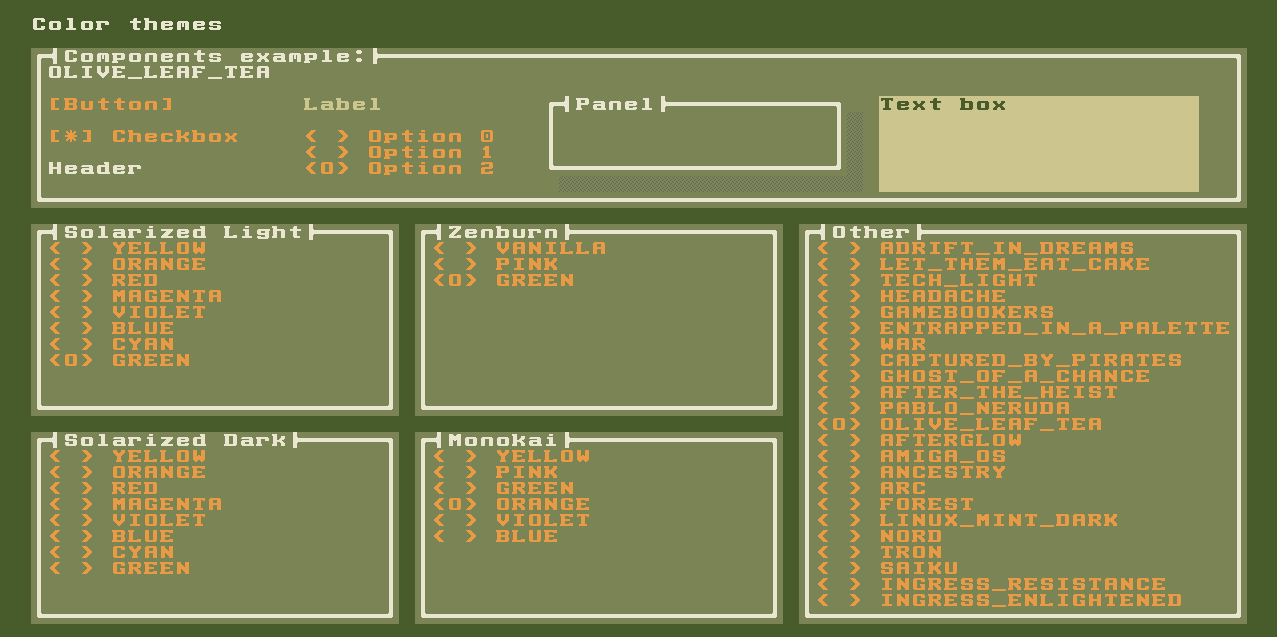 Color themes
Components example:
OLIVE_LEAF_TEA
[Button]
[*] Checkbox
Header
Label
< > Option 0
< > Option 1
<O> Option 2
Panel
Text box
Solarized Light
< > YELLOW
< > ORANGE
< > RED
< > MAGENTA
< > VIOLET
< > BLUE
< > CYAN
<O> GREEN
Zenburn
< > VANILLA
< > PINK
<O> GREEN
Other
< > ADRIFT_IN_DREAMS
< > LET_THEM_EAT_CAKE
< > TECH_LIGHT
< > HEADACHE
< > GAMEBOOKERS
< > ENTRAPPED_IN_A_PALETTE
< > WAR
< > CAPTURED_BY_PIRATES
< > GHOST_OF_A_CHANCE
< > AFTER_THE_HEIST
< > PABLO_NERUDA
<O> OLIVE_LEAF_TEA
< > AFTERGLOW
< > AMIGA_OS
< > ANCESTRY
< > ARC
< > FOREST
< > LINUX_MINT_DARK
< > NORD
< > TRON
< > SAIKU
< > INGRESS_RESISTANCE
< > INGRESS_ENLIGHTENED
Solarized Dark
< > YELLOW
< > ORANGE
< > RED
< > MAGENTA
< > VIOLET
< > BLUE
< > CYAN
< > GREEN
Monokai
< > YELLOW
< > PINK
< > GREEN
<O> ORANGE
< > VIOLET
< > BLUE